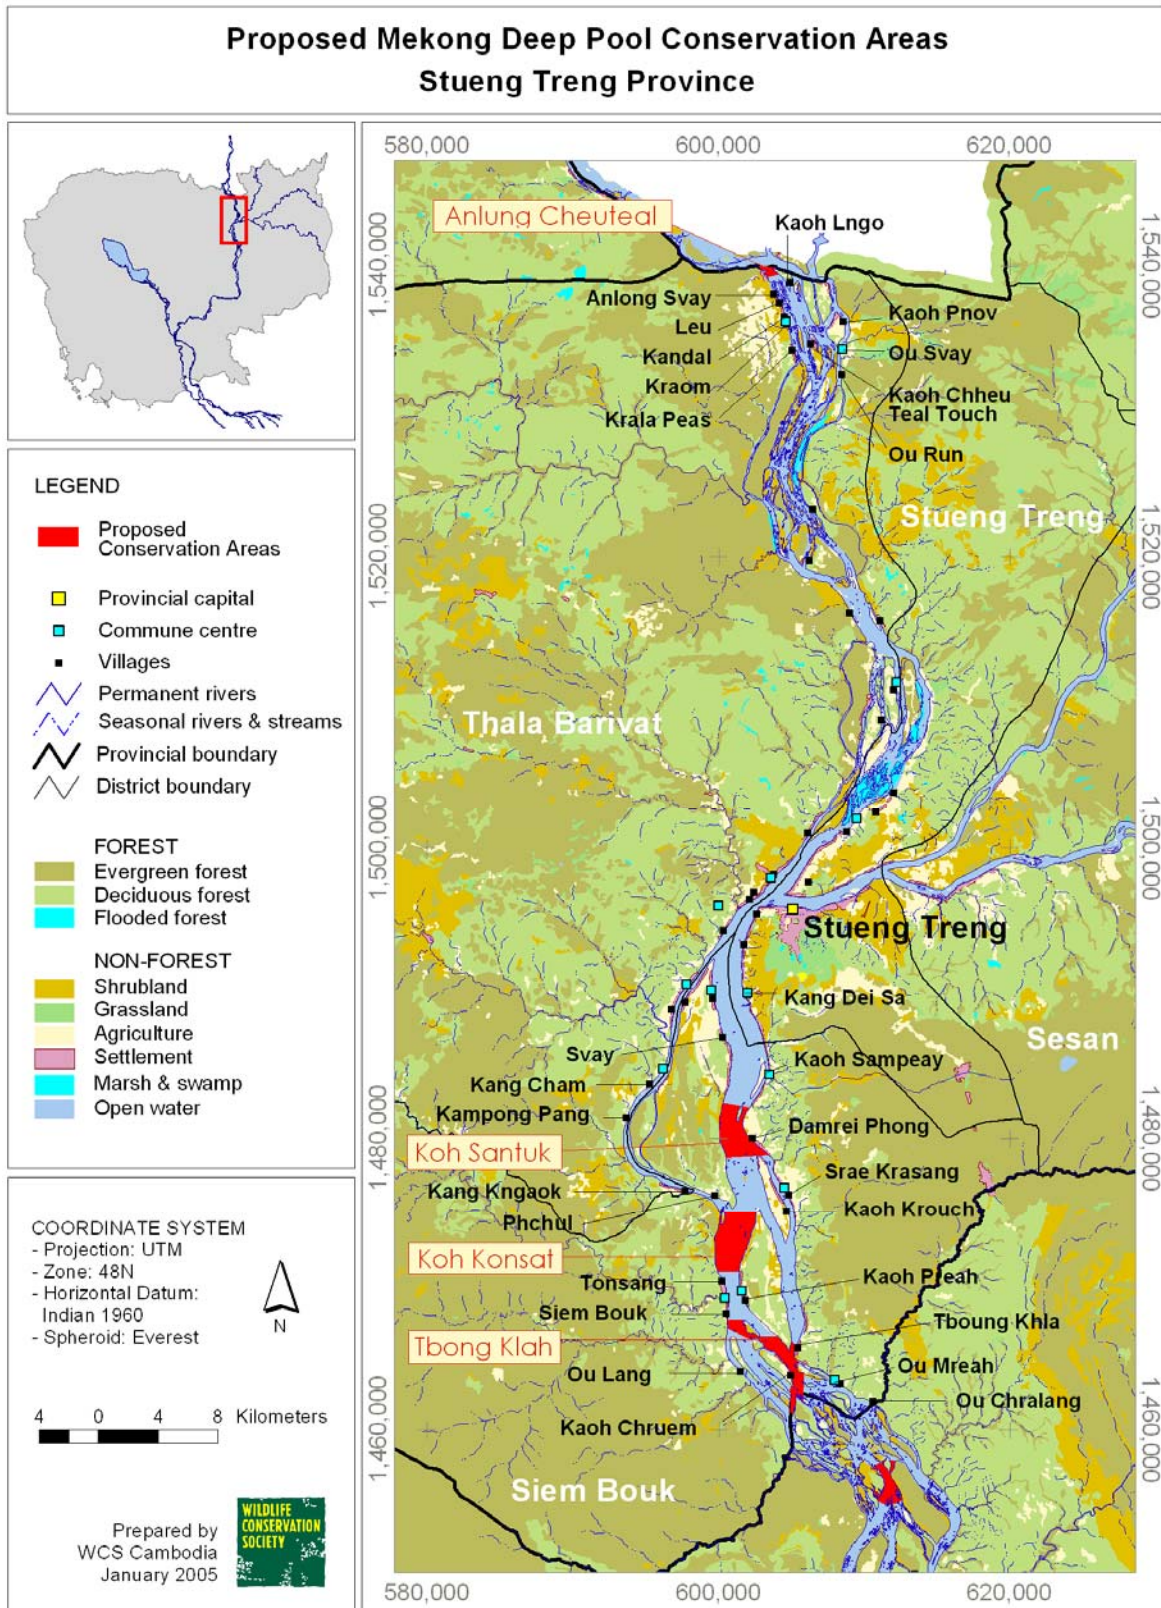 Proposed Mekong Deep Pool Conservation Areas
Stueng Treng Province
LEGEND
Proposed
Conservation Areas
Provincial capital
Commune centre
Villages
Permanent rivers
Seasonal rivers & streams
Provincial boundary
District boundary
FOREST
Evergreen forest
Deciduous forest
Flooded forest
NON-FOREST
Shrubland
Grassland
Agriculture
Settlement
Marsh & swamp
Open water
COORDINATE SYSTEM
- Projection: UTM
- Zone: 48N
- Horizontal Datum:
Indian 1960
- Spheroid: Everest
N
4 0 4 8 Kilometers
Prepared by
WCS Cambodia
January 2005
WILDLIFE
CONSERVATION
SOCIETY
580,000 600,000 620,000
1,540,000
1,520,000
1,500,000
1,480,000
1,460,000
Anlung Cheuteal
Kaoh Lngo
Anlong Svay
Kaoh Pnov
Leu
Kandal
Ou Svay
Kraom
Kaoh Chheu
Teal Touch
Krala Peas
Ou Run
Stueng Treng
Thala Barivat
Stueng Treng
Kang Dei Sa
Sesan
Svay
Kaoh Sampeay
Kang Cham
Kampong Pang
Damrei Phong
Koh Santuk
Srae Krasang
Kang Kngaok
Kaoh Krouch
Phchul
Koh Konsat
Tonsang
Kaoh Preah
Siem Bouk
Tboung Khla
Tbong Klah
Ou Mreah
Ou Lang
Ou Chralang
Kaoh Chruem
Siem Bouk
1,540,000
1,520,000
1,500,000
1,480,000
1,460,000
580,000 600,000 620,000